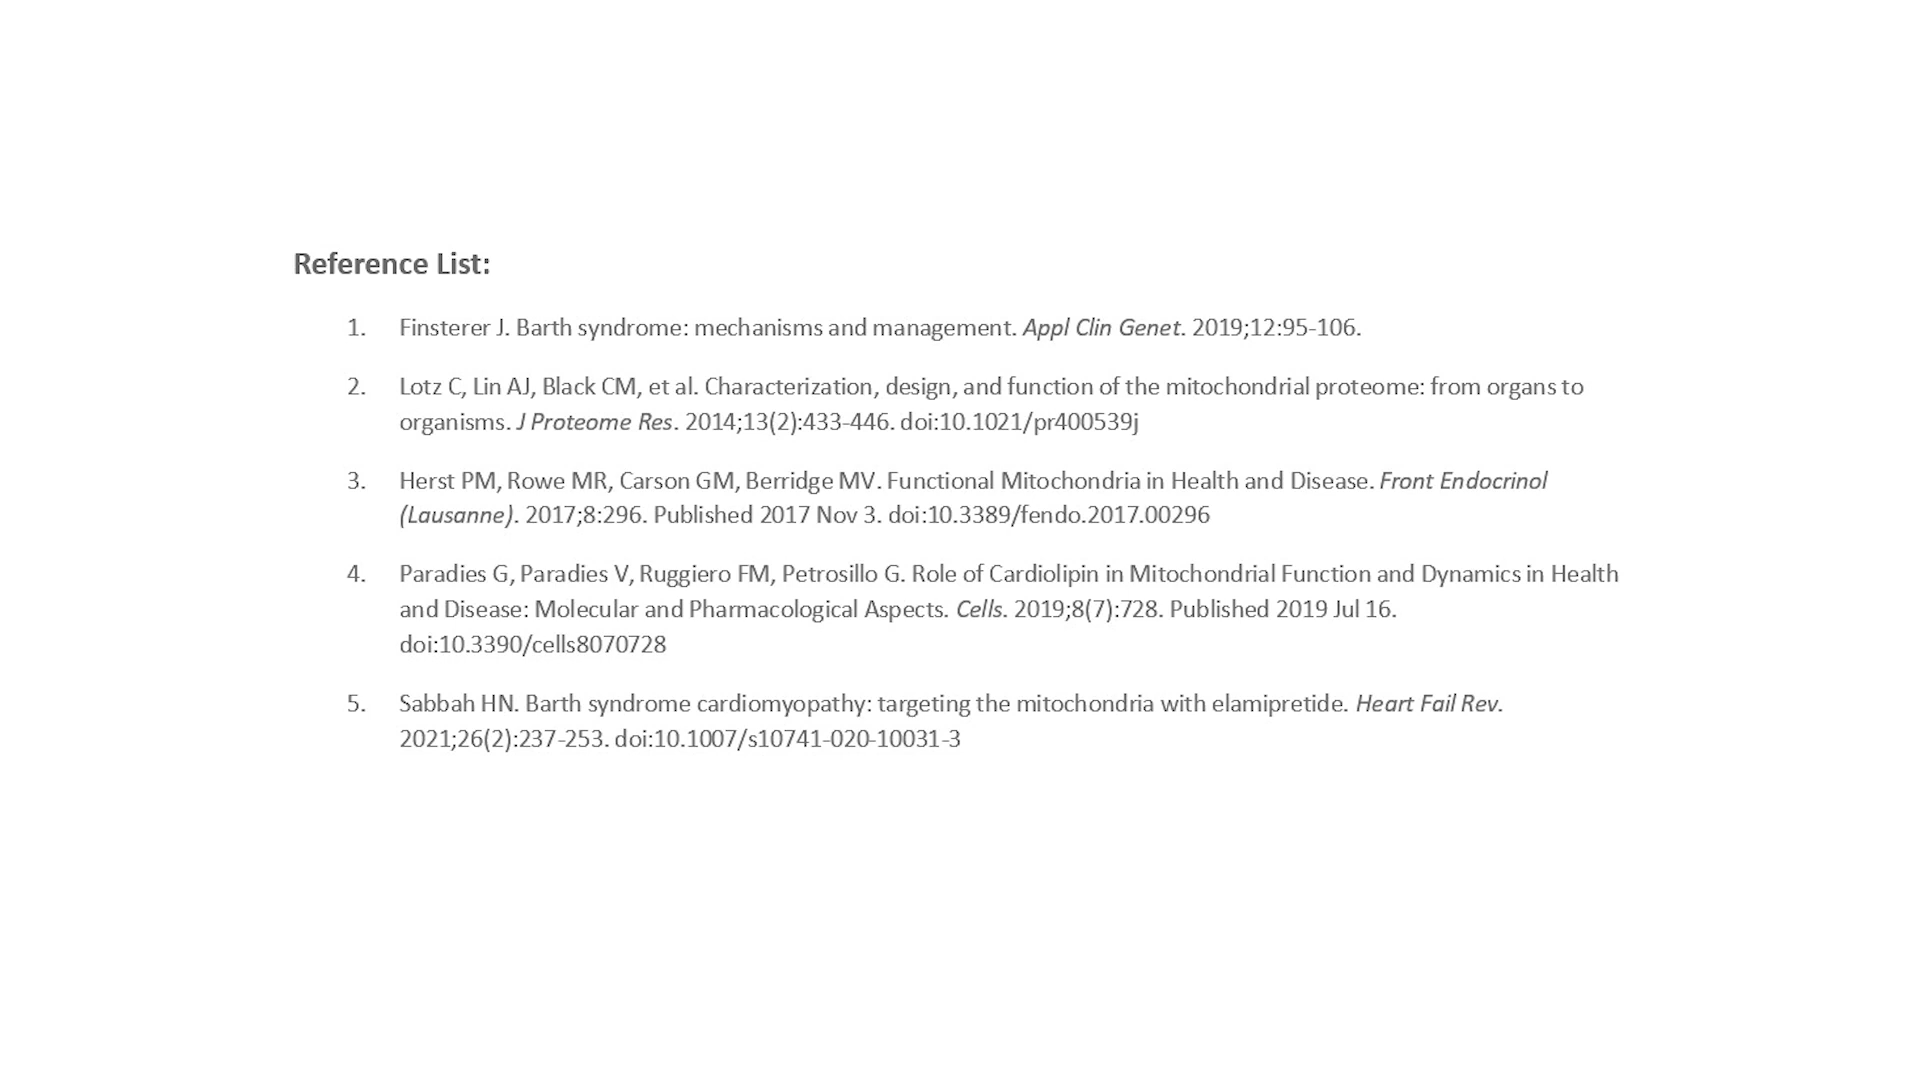 Reference List:
1. Finsterer J. Barth syndrome: mechanisms and management. Appl Clin Genet. 2019;12:95-106.
2. Lotz C, Lin AJ, Black CM, et al. Characterization, design, and function of the mitochondrial proteome: from organs to
organisms. J Proteome Res. 2014;13(2):433-446. doi:10.1021/pr400539j
3. Herst PM, Rowe MR, Carson GM, Berridge MV. Functional Mitochondria in Health and Disease. Front Endocrinol
(Lausanne). 2017;8:296. Published 2017 Nov 3. doi:10.3389/fendo.2017.00296
4. Paradies G, Paradies V, Ruggiero FM, Petrosillo G. Role of Cardiolipin in Mitochondrial Function and Dynamics in Health
and Disease: Molecular and Pharmacological Aspects. Cells. 2019;8(7):728. Published 2019 Jul 16.
doi:10.3390/cells8070728
5. Sabbah HN. Barth syndrome cardiomyopathy: targeting the mitochondria with elamipretide. Heart Fail Rev.
2021;26(2):237-253. doi:10.1007/s10741-020-10031-3